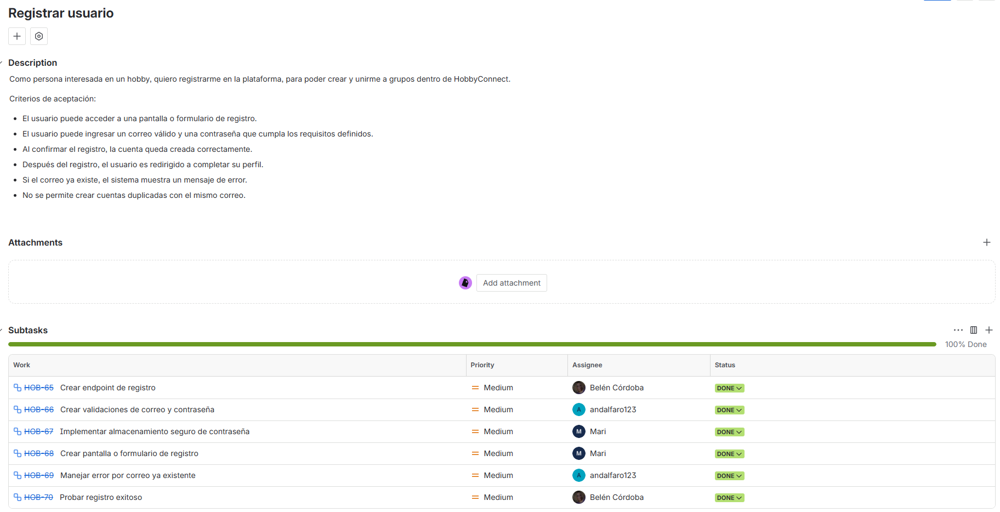 Registrar usuario
Description
Como persona interesada en un hobby, quiero registrarme en la plataforma, para poder crear y unirme a grupos dentro de HobbyConnect.
Criterios de aceptación:
• El usuario puede acceder a una pantalla o formulario de registro.
• El usuario puede ingresar un correo válido y una contraseña que cumpla los requisitos definidos.
• Al confirmar el registro, la cuenta queda creada correctamente.
• Después del registro, el usuario es redirigido a completar su perfil.
• Si el correo ya existe, el sistema muestra un mensaje de error.
• No se permite crear cuentas duplicadas con el mismo correo.
Attachments
Add attachment
Subtasks
100% Done
Work Priority Assignee Status
HOB-65 Crear endpoint de registro Medium Belén Córdoba DONE
HOB-66 Crear validaciones de correo y contraseña Medium A andalfaro123 DONE
HOB-67 Implementar almacenamiento seguro de contraseña Medium M Mari DONE
HOB-68 Crear pantalla o formulario de registro Medium M Mari DONE
HOB-69 Manejar error por correo ya existente Medium A andalfaro123 DONE
HOB-70 Probar registro exitoso Medium Belén Córdoba DONE